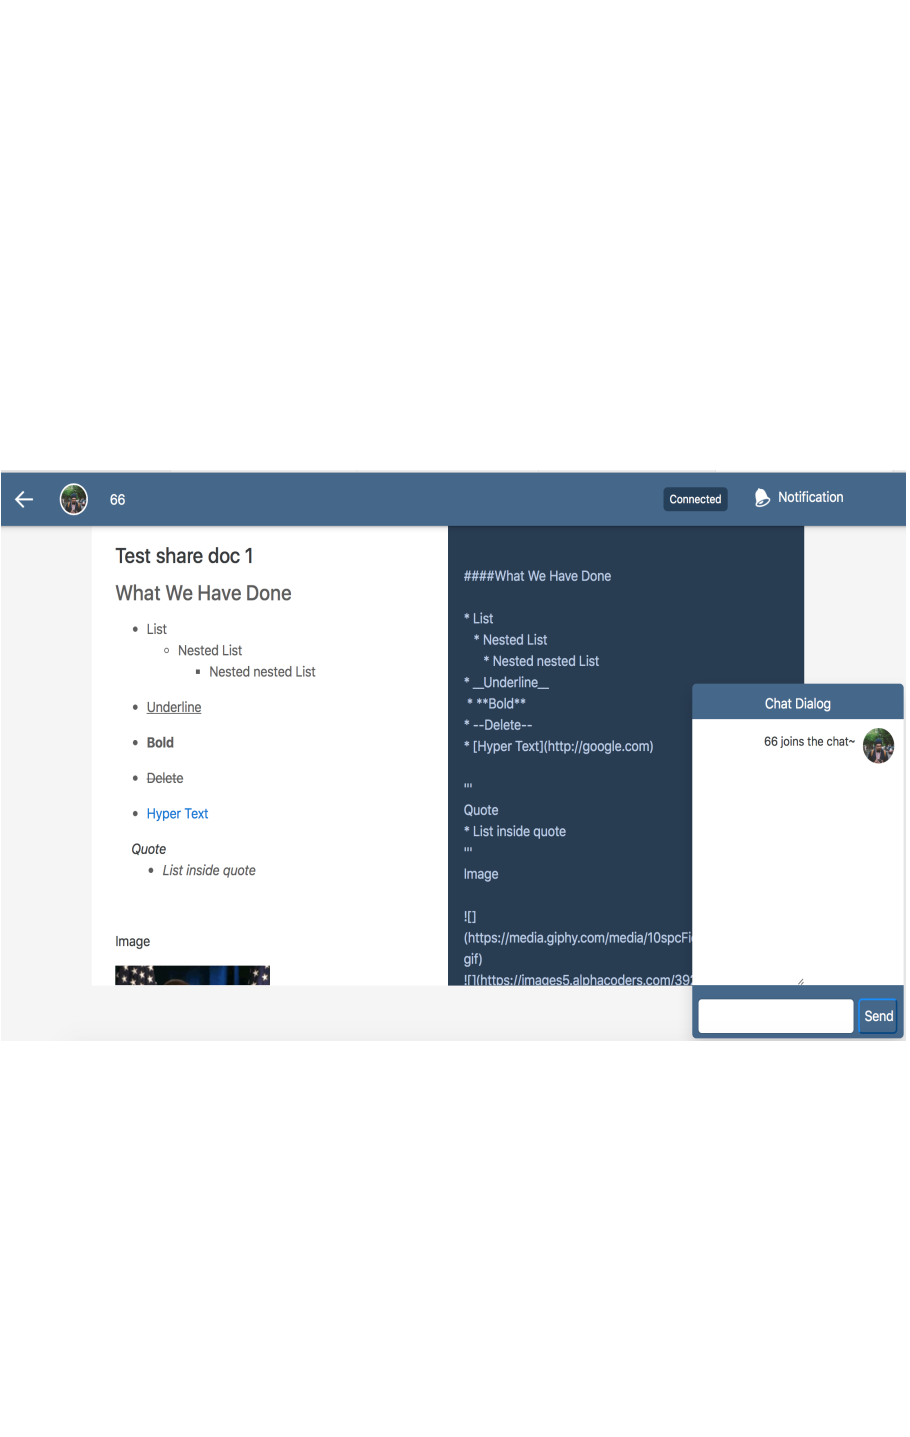 66
Connected
Notification
Test share doc 1
What We Have Done
List
Nested List
Nested nested List
Underline
Bold
Delete
Hyper Text
Quote
List inside quote
Image
####What We Have Done
* List
* Nested List
* Nested nested List
* __Underline__
* **Bold**
* --Delete--
* [Hyper Text](http://google.com)
'''
Quote
* List inside quote
'''
Image
![]
(https://media.giphy.com/media/10spcFi
gif)
![](https://images5.alphacoders.com/39
Chat Dialog
66 joins the chat~
Send